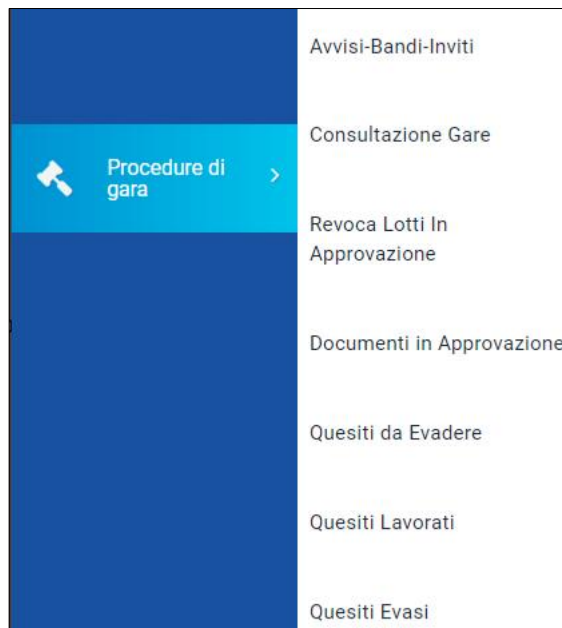 Procedure di
gara
Avvisi-Bandi-Inviti
Consultazione Gare
Revoca Lotti In
Approvazione
Documenti in Approvazione
Quesiti da Evadere
Quesiti Lavorati
Quesiti Evasi